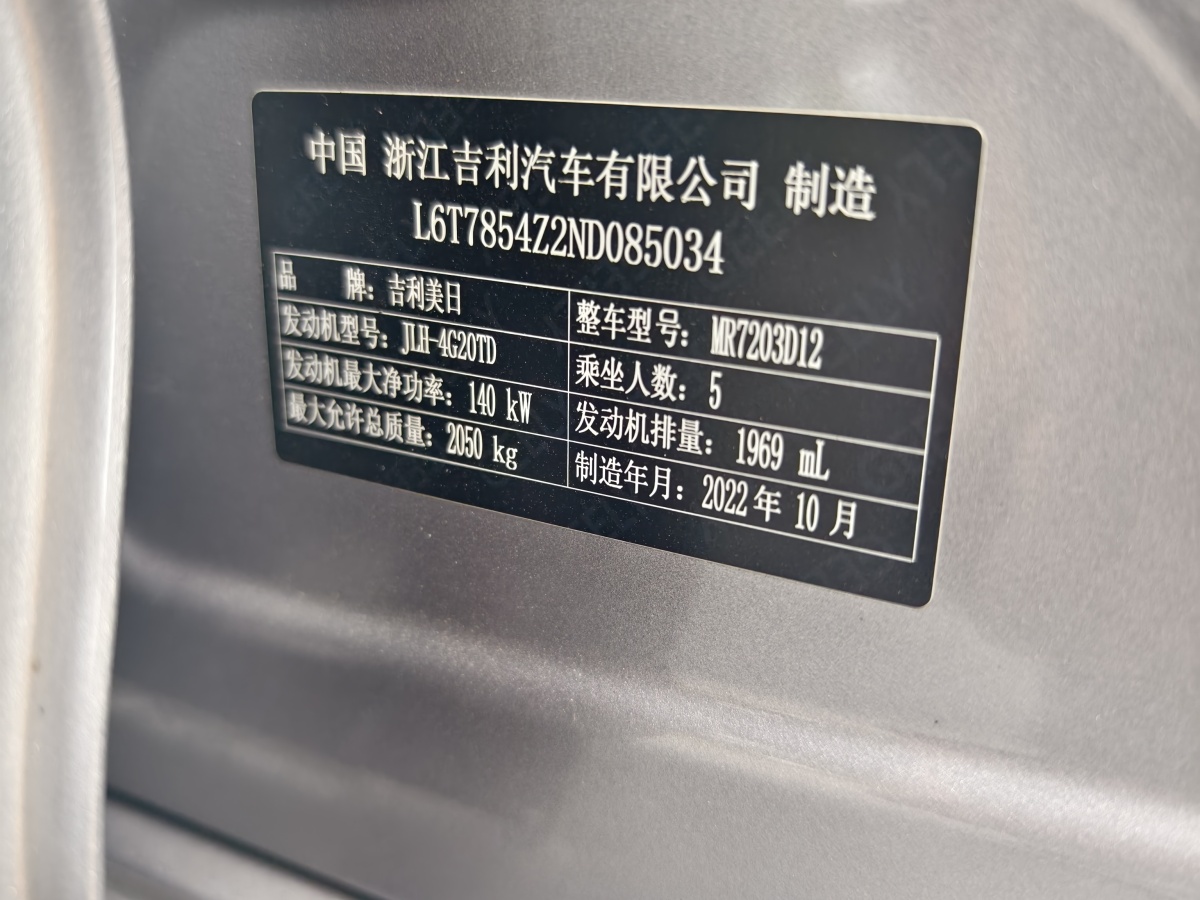 中国 浙江吉利汽车有限公司 制造
L6T7854Z2ND085034
品 牌：吉利美日 整车型号：MR7203D12
发动机型号：JLH-4G20TD 乘坐人数：5
发动机最大净功率：140 kW 发动机排量：1969 mL
最大允许总质量：2050 kg 制造年月：2022年 10 月